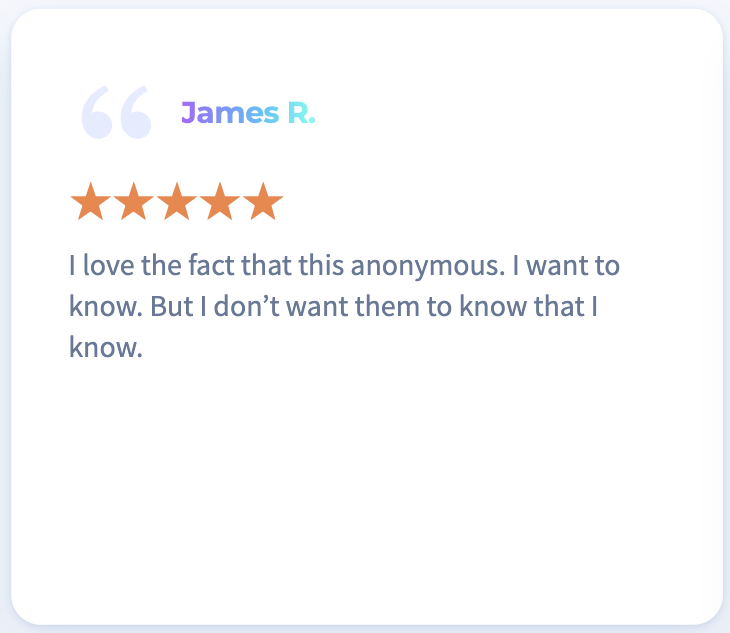 James R.
I love the fact that this anonymous. I want to
know. But I don’t want them to know that I
know.